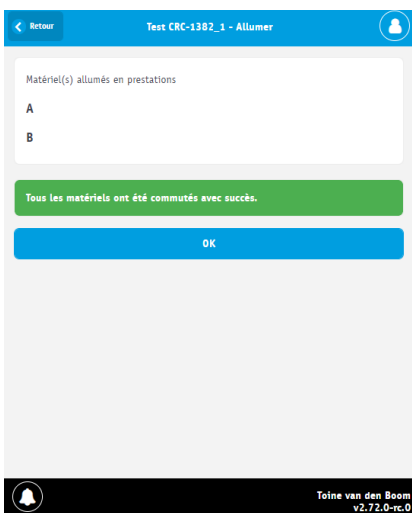 Retour
Test CRC-1382_1 - Allumer
Matériel(s) allumés en prestations
A
B
Tous les matériels ont été commutés avec succès.
OK
Toine van den Boom
v2.72.0-rc.0